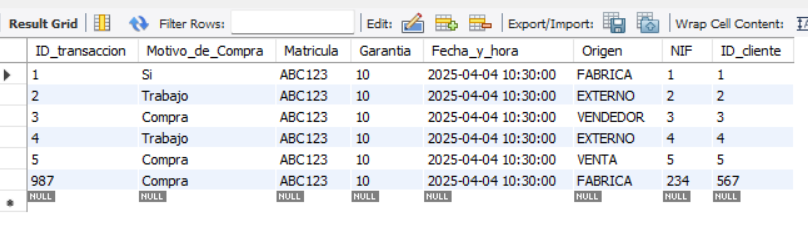 Result Grid Filter Rows: Edit: Export/Import: Wrap Cell Content:
ID_transaccion Motivo_de_Compra Matricula Garantia Fecha_y_hora Origen NIF ID_cliente
1 Si ABC123 10 2025-04-04 10:30:00 FABRICA 1 1
2 Trabajo ABC123 10 2025-04-04 10:30:00 EXTERNO 2 2
3 Compra ABC123 10 2025-04-04 10:30:00 VENDEDOR 3 3
4 Trabajo ABC123 10 2025-04-04 10:30:00 EXTERNO 4 4
5 Compra ABC123 10 2025-04-04 10:30:00 VENTA 5 5
987 Compra ABC123 10 2025-04-04 10:30:00 FABRICA 234 567
NULL NULL NULL NULL NULL NULL NULL NULL